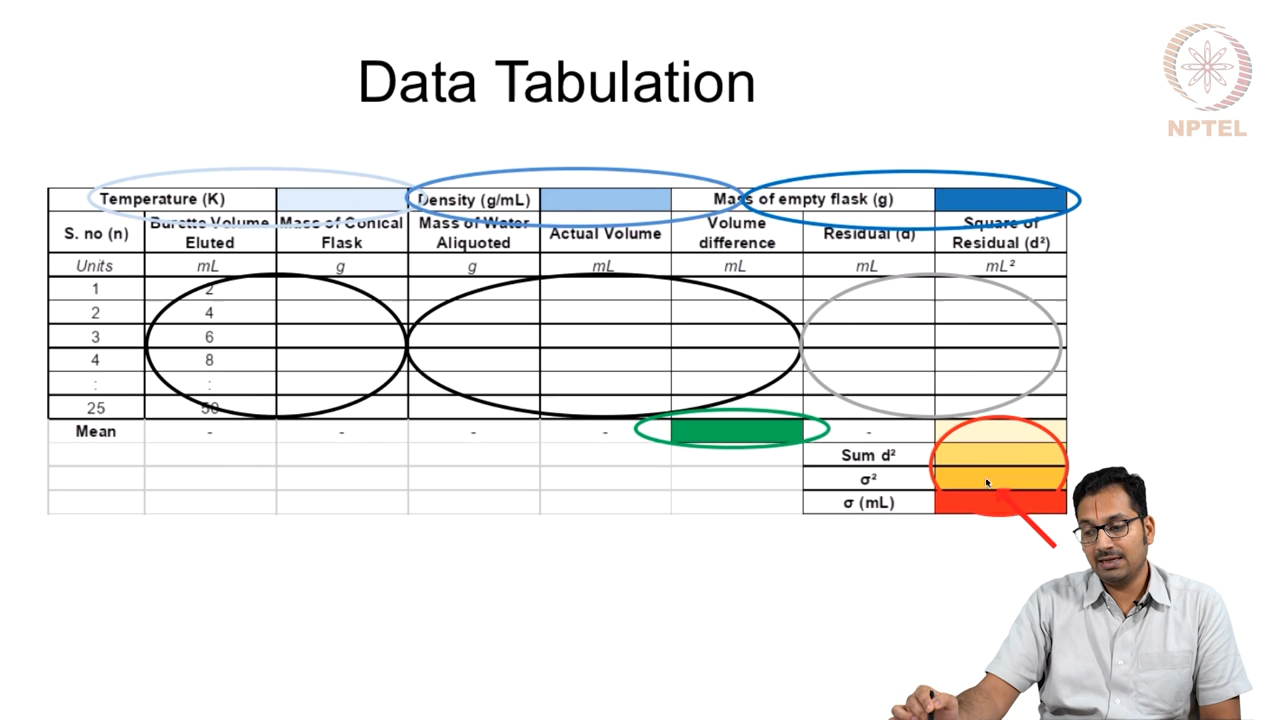 Data Tabulation
NPTEL
Temperature (K) Density (g/mL) Mass of empty flask (g)
S. no (n) Burette Volume Eluted Mass of Conical Flask Mass of Water Aliquoted Actual Volume Volume difference Residual (d) Square of Residual (d²)
Units mL g g mL mL mL mL²
1 2
2 4
3 6
4 8
: :
25 50
Mean - - - - -
Sum d²
σ²
σ (mL)